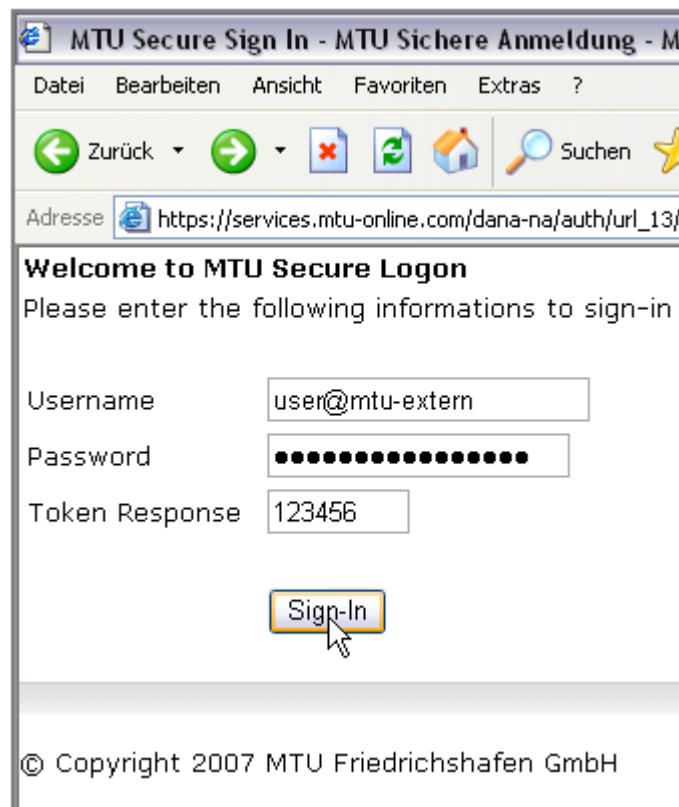 MTU Secure Sign In - MTU Sichere Anmeldung - M
Datei Bearbeiten Ansicht Favoriten Extras ?
Zurück Suchen
Adresse https://services.mtu-online.com/dana-na/auth/url_13/
Welcome to MTU Secure Logon
Please enter the following informations to sign-in
Username user@mtu-extern
Password ●●●●●●●●●●●●●●●●
Token Response 123456
Sign-In
© Copyright 2007 MTU Friedrichshafen GmbH